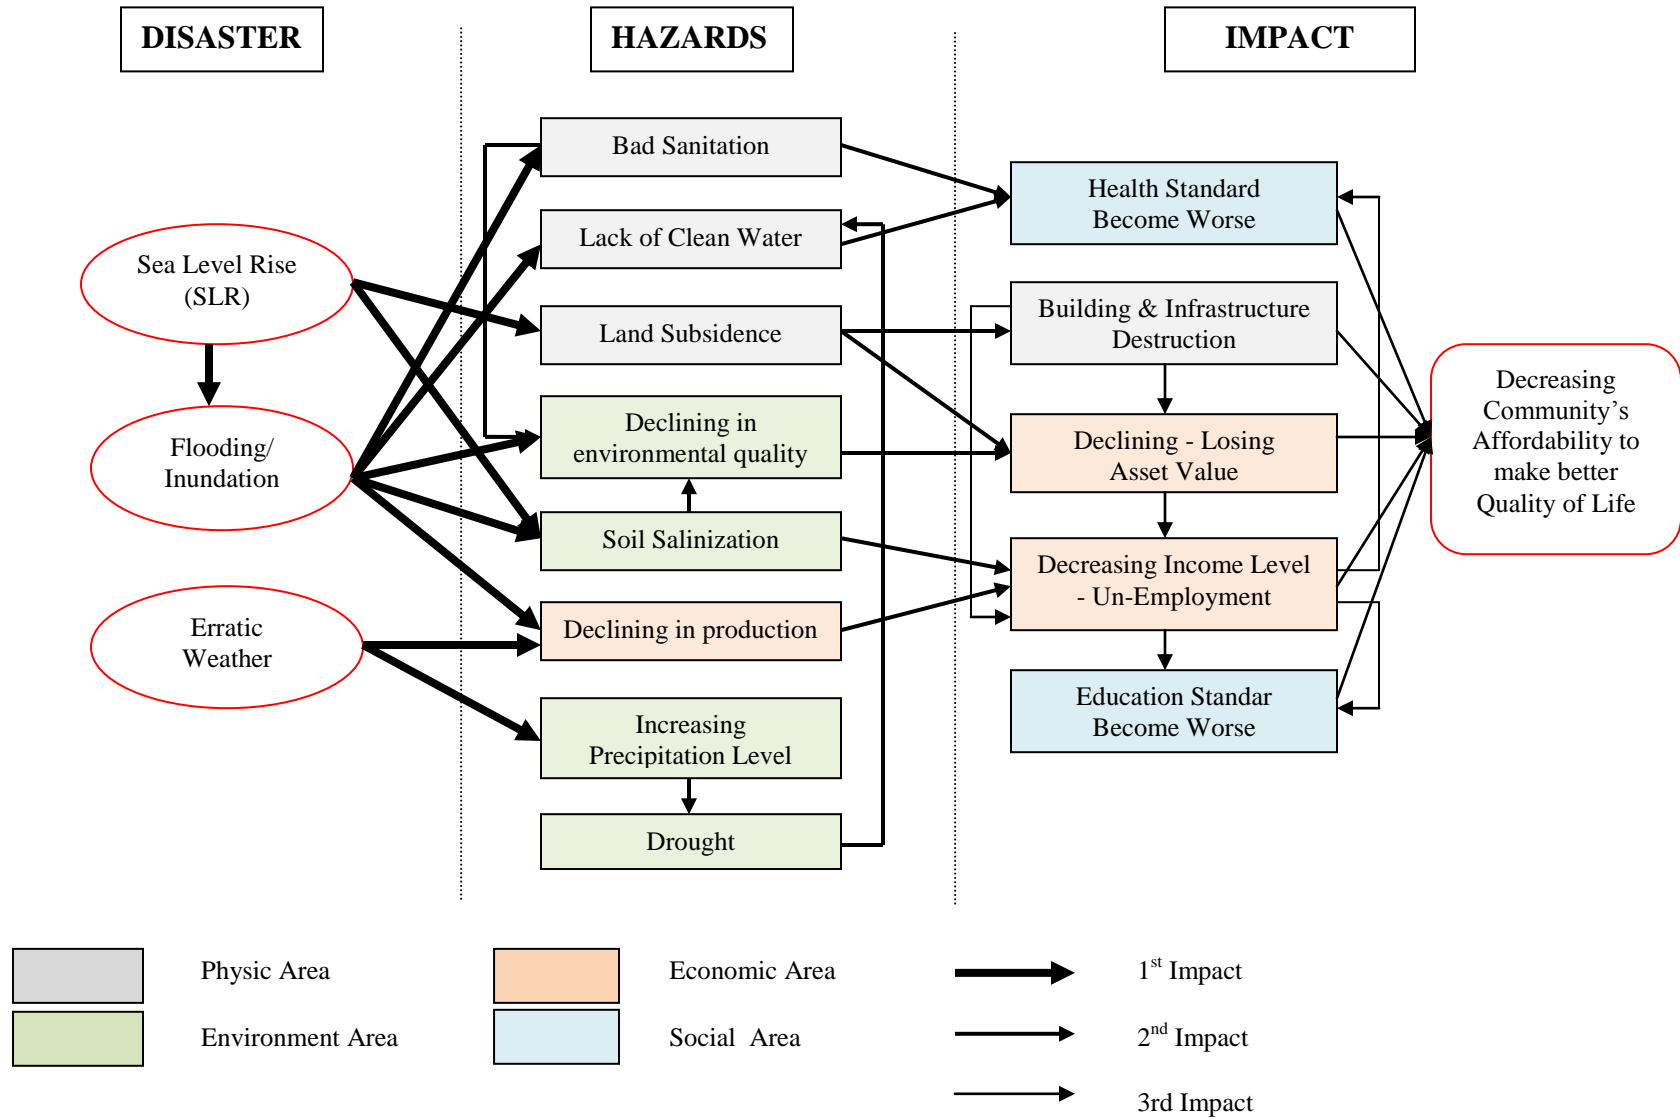 DISASTER
HAZARDS
IMPACT
Bad Sanitation
Lack of Clean Water
Land Subsidence
Declining in
environmental quality
Soil Salinization
Declining in production
Increasing
Precipitation Level
Drought
Sea Level Rise
(SLR)
Flooding/
Inundation
Erratic
Weather
Health Standard
Become Worse
Building & Infrastructure
Destruction
Declining - Losing
Asset Value
Decreasing Income Level
- Un-Employment
Education Standar
Become Worse
Decreasing
Community’s
Affordability to
make better
Quality of Life
Physic Area
Environment Area
Economic Area
Social Area
1st Impact
2nd Impact
3rd Impact